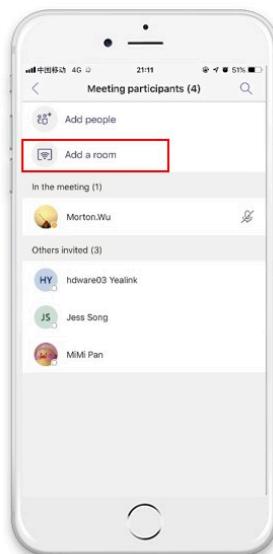 中国移动 4G 21:11 51%
Meeting participants (4)
Add people
Add a room
In the meeting (1)
Morton.Wu
Others invited (3)
HY hdware03 Yealink
JS Jess Song
MiMi Pan